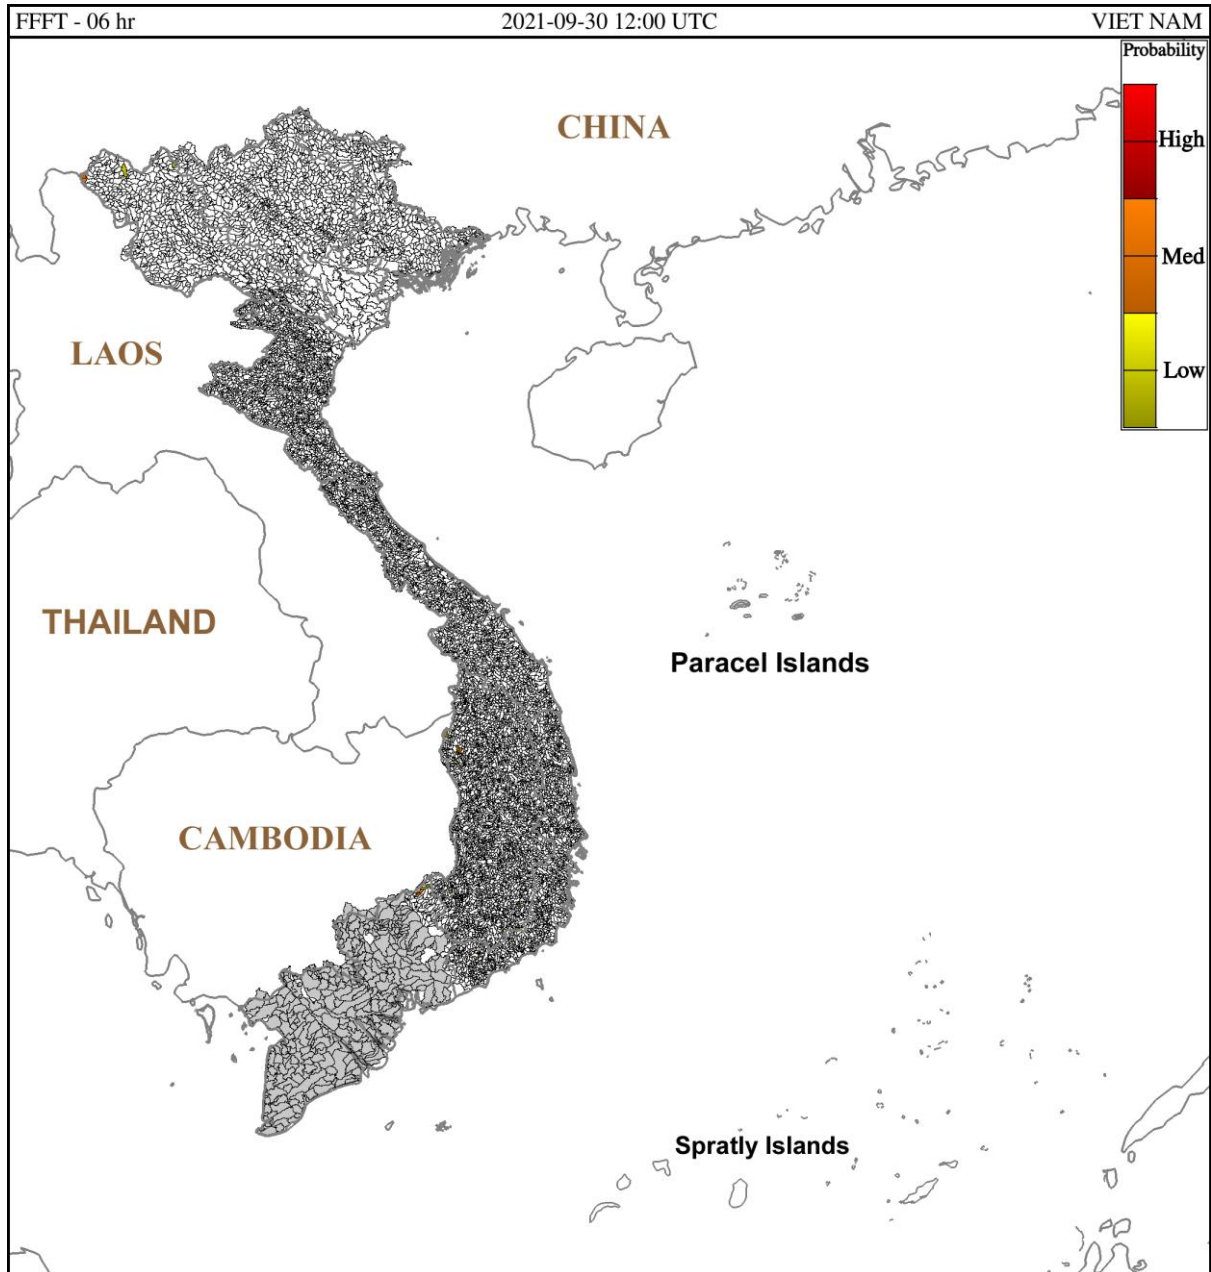 FFFT - 06 hr 2021-09-30 12:00 UTC VIET NAM
Probability
CHINA
High
Med
LAOS
Low
THAILAND
Paracel Islands
CAMBODIA
Spratly Islands